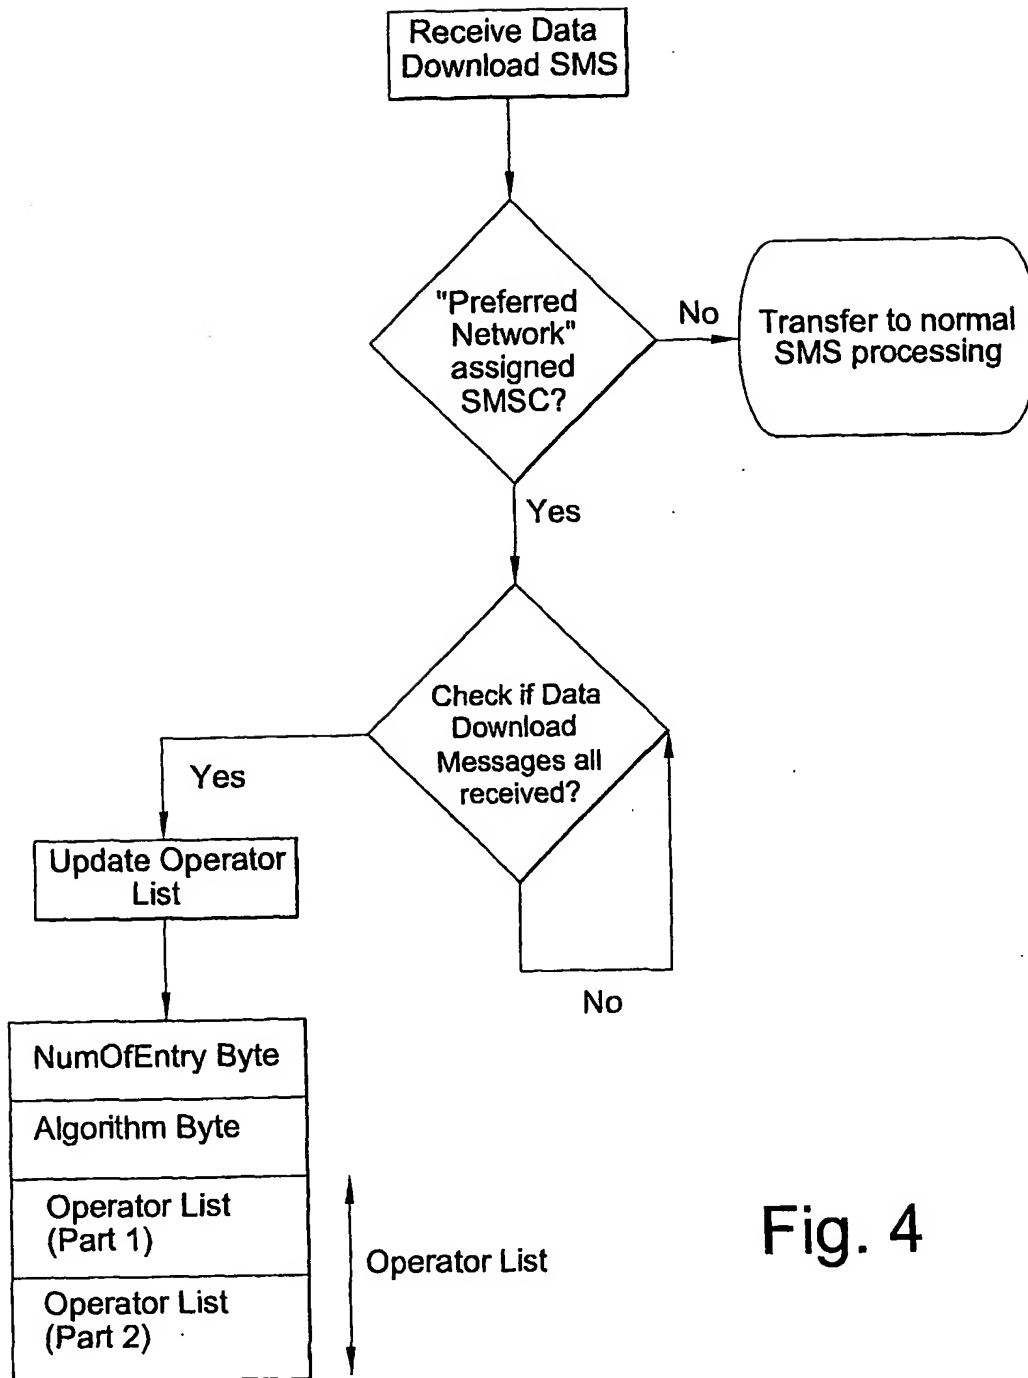 Receive Data
Download SMS
"Preferred
Network"
assigned
SMSC?
No
Transfer to normal
SMS processing
Yes
Check if Data
Download
Messages all
received?
Yes
No
Update Operator
List
NumOfEntry Byte
Algorithm Byte
Operator List
(Part 1)
Operator List
(Part 2)
Operator List
Fig. 4